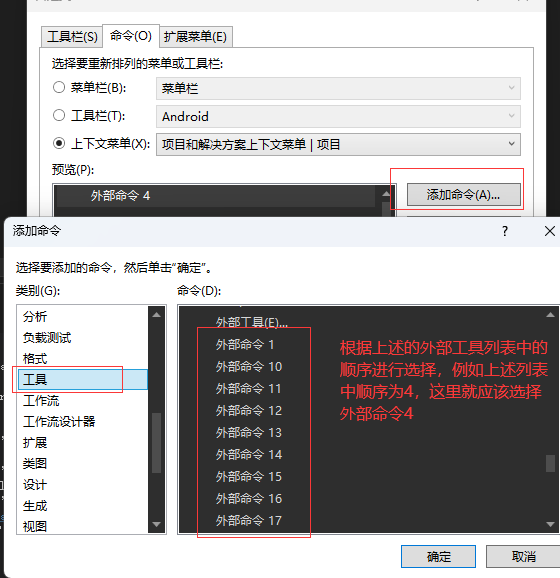 工具栏(S)
命令(O)
扩展菜单(E)
选择要重新排列的菜单或工具栏:
菜单栏(B):
菜单栏
工具栏(T):
Android
上下文菜单(X):
项目和解决方案上下文菜单 | 项目
预览(P):
外部命令 4
添加命令(A)...
添加命令
?
选择要添加的命令，然后单击“确定”。
类别(G):
分析
负载测试
格式
工具
工作流
工作流设计器
扩展
类图
设计
生成
视图
命令(D):
外部工具(E)...
外部命令 1
外部命令 10
外部命令 11
外部命令 12
外部命令 13
外部命令 14
外部命令 15
外部命令 16
外部命令 17
根据上述的外部工具列表中的
顺序进行选择，例如上述列表
中顺序为4，这里就应该选择
外部命令4
确定
取消